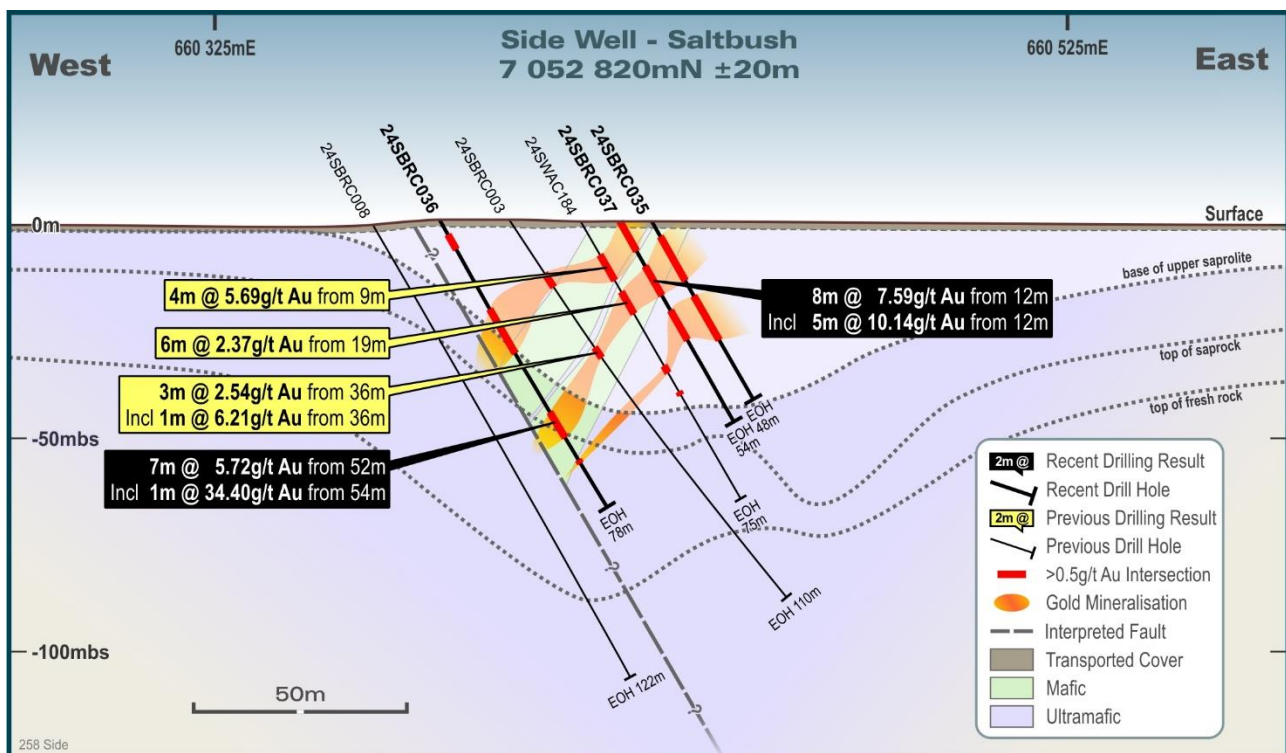 660 325mE
660 525mE
Side Well - Saltbush
7 052 820mN ±20m
West
East
24SBRC008
24SBRC036
24SBRC003
24SWAC184
24SBRC037
24SBRC035
0m
Surface
?
base of upper saprolite
4m @ 5.69g/t Au from 9m
8m @ 7.59g/t Au from 12m
Incl 5m @ 10.14g/t Au from 12m
6m @ 2.37g/t Au from 19m
top of saprock
3m @ 2.54g/t Au from 36m
Incl 1m @ 6.21g/t Au from 36m
top of fresh rock
EOH
48m
EOH
54m
-50mbs
7m @ 5.72g/t Au from 52m
Incl 1m @ 34.40g/t Au from 54m
EOH
75m
EOH
78m
?
EOH 110m
-100mbs
EOH 122m
?
50m
2m @ Recent Drilling Result
Recent Drill Hole
2m @ Previous Drilling Result
Previous Drill Hole
>0.5g/t Au Intersection
Gold Mineralisation
Interpreted Fault
Transported Cover
Mafic
Ultramafic
258 Side